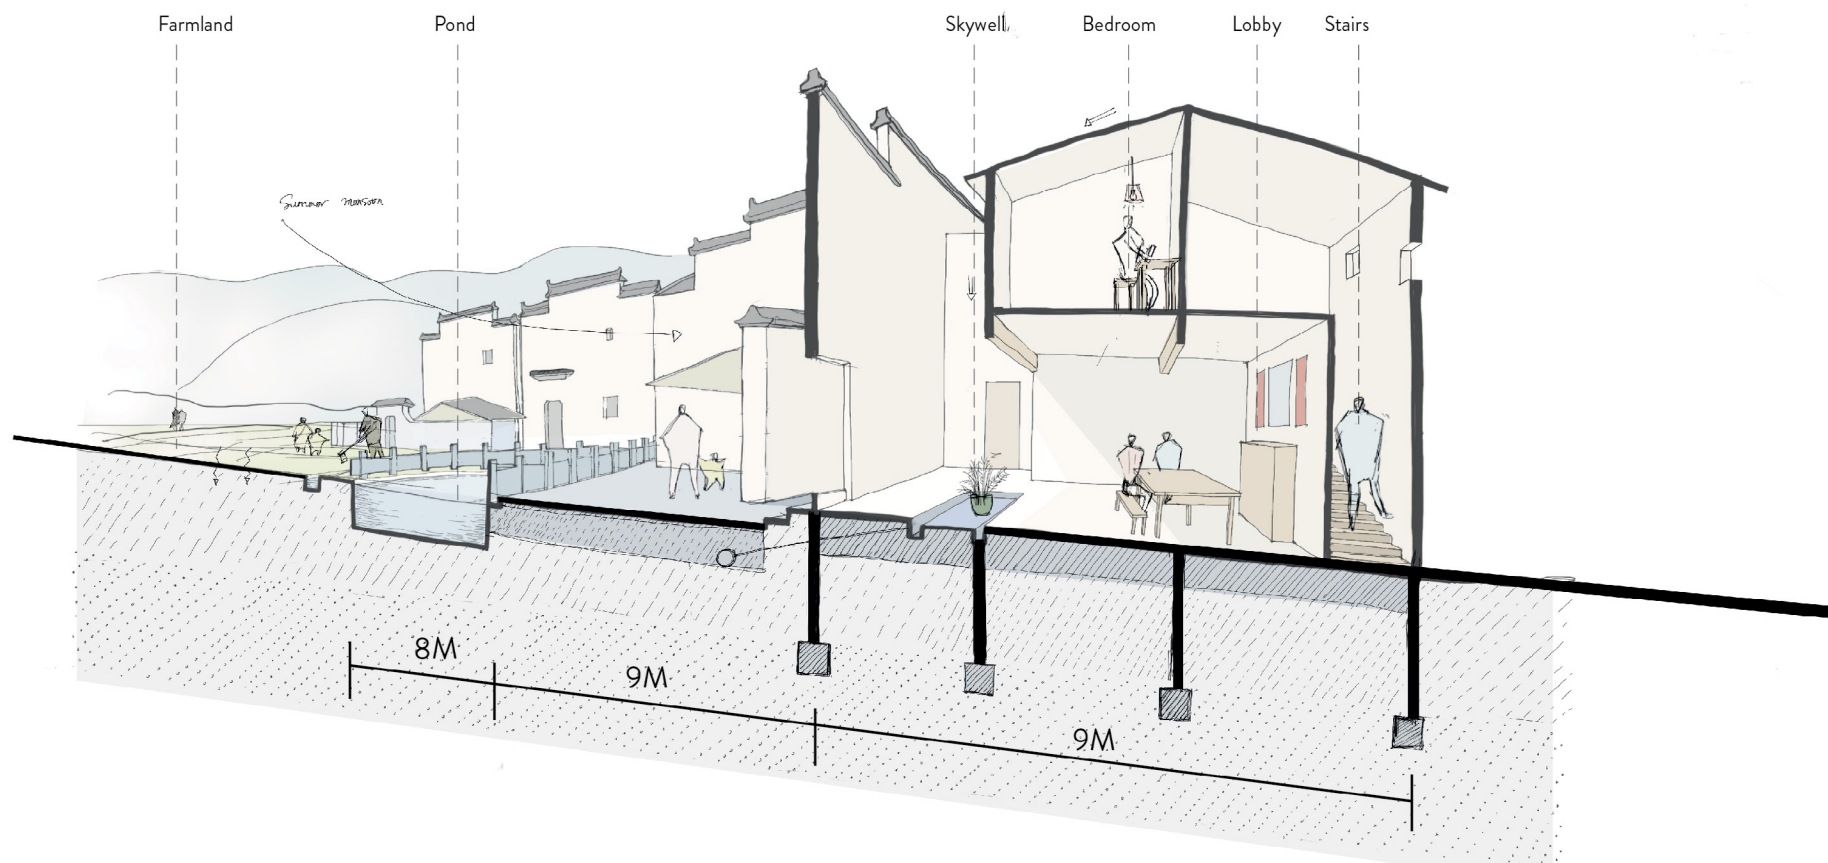 Farmland
Pond
Skywell
Bedroom
Lobby
Stairs
Summer monsoon
8M
9M
9M